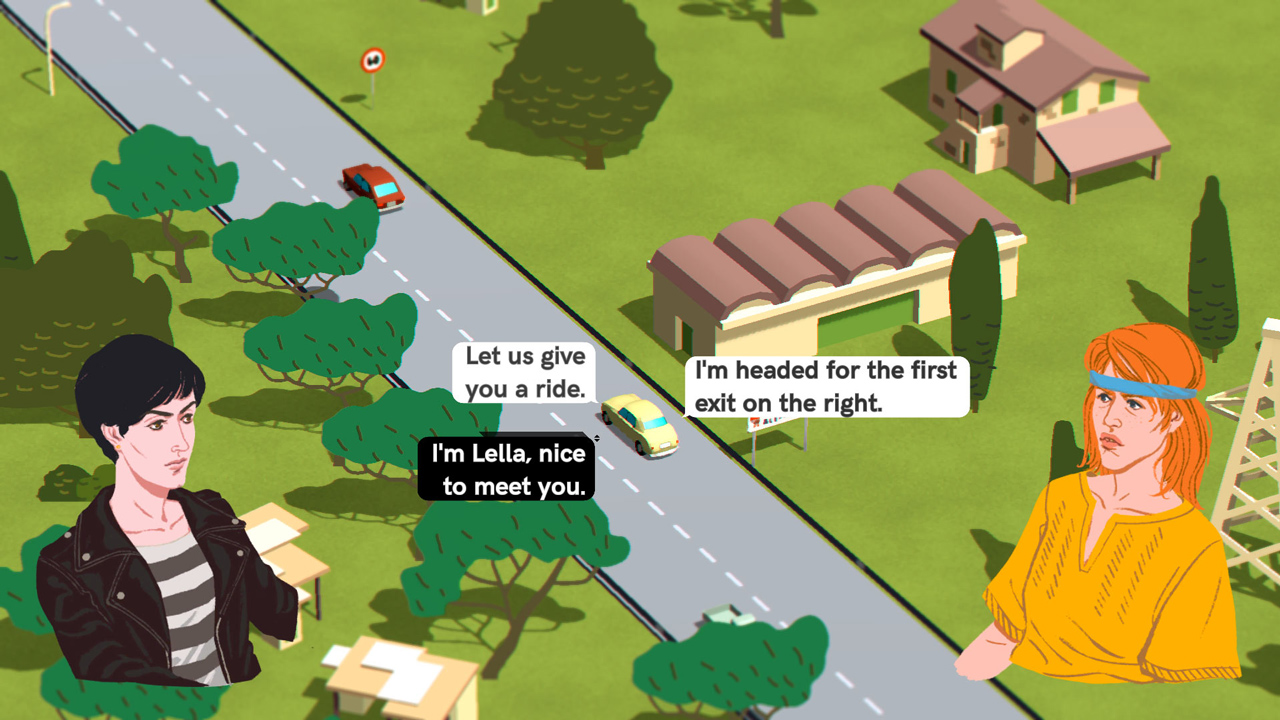 Let us give
you a ride.
I'm headed for the first
exit on the right.
I'm Lella, nice
to meet you.